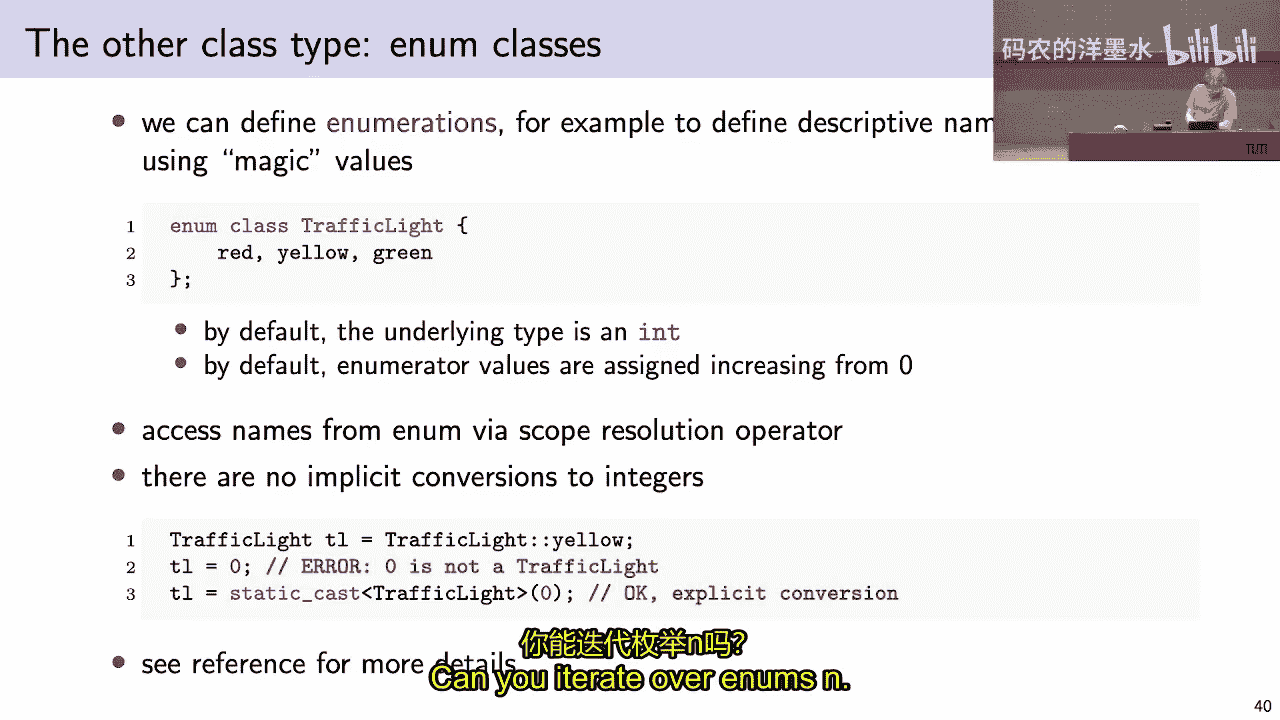 The other class type: enum classes
码农的洋墨水 bilibili
• we can define enumerations, for example to define descriptive
using “magic” values
TUM
1 enum class TrafficLight {
2 red, yellow, green
3 };
• by default, the underlying type is an int
• by default, enumerator values are assigned increasing from 0
• access names from enum via scope resolution operator
• there are no implicit conversions to integers
1 TrafficLight tl = TrafficLight::yellow;
2 tl = 0; // ERROR: 0 is not a TrafficLight
3 tl = static_cast<TrafficLight>(0); // OK, explicit conversion
• see reference for more details
你能迭代枚举n吗?
Can you iterate over enums n.
40